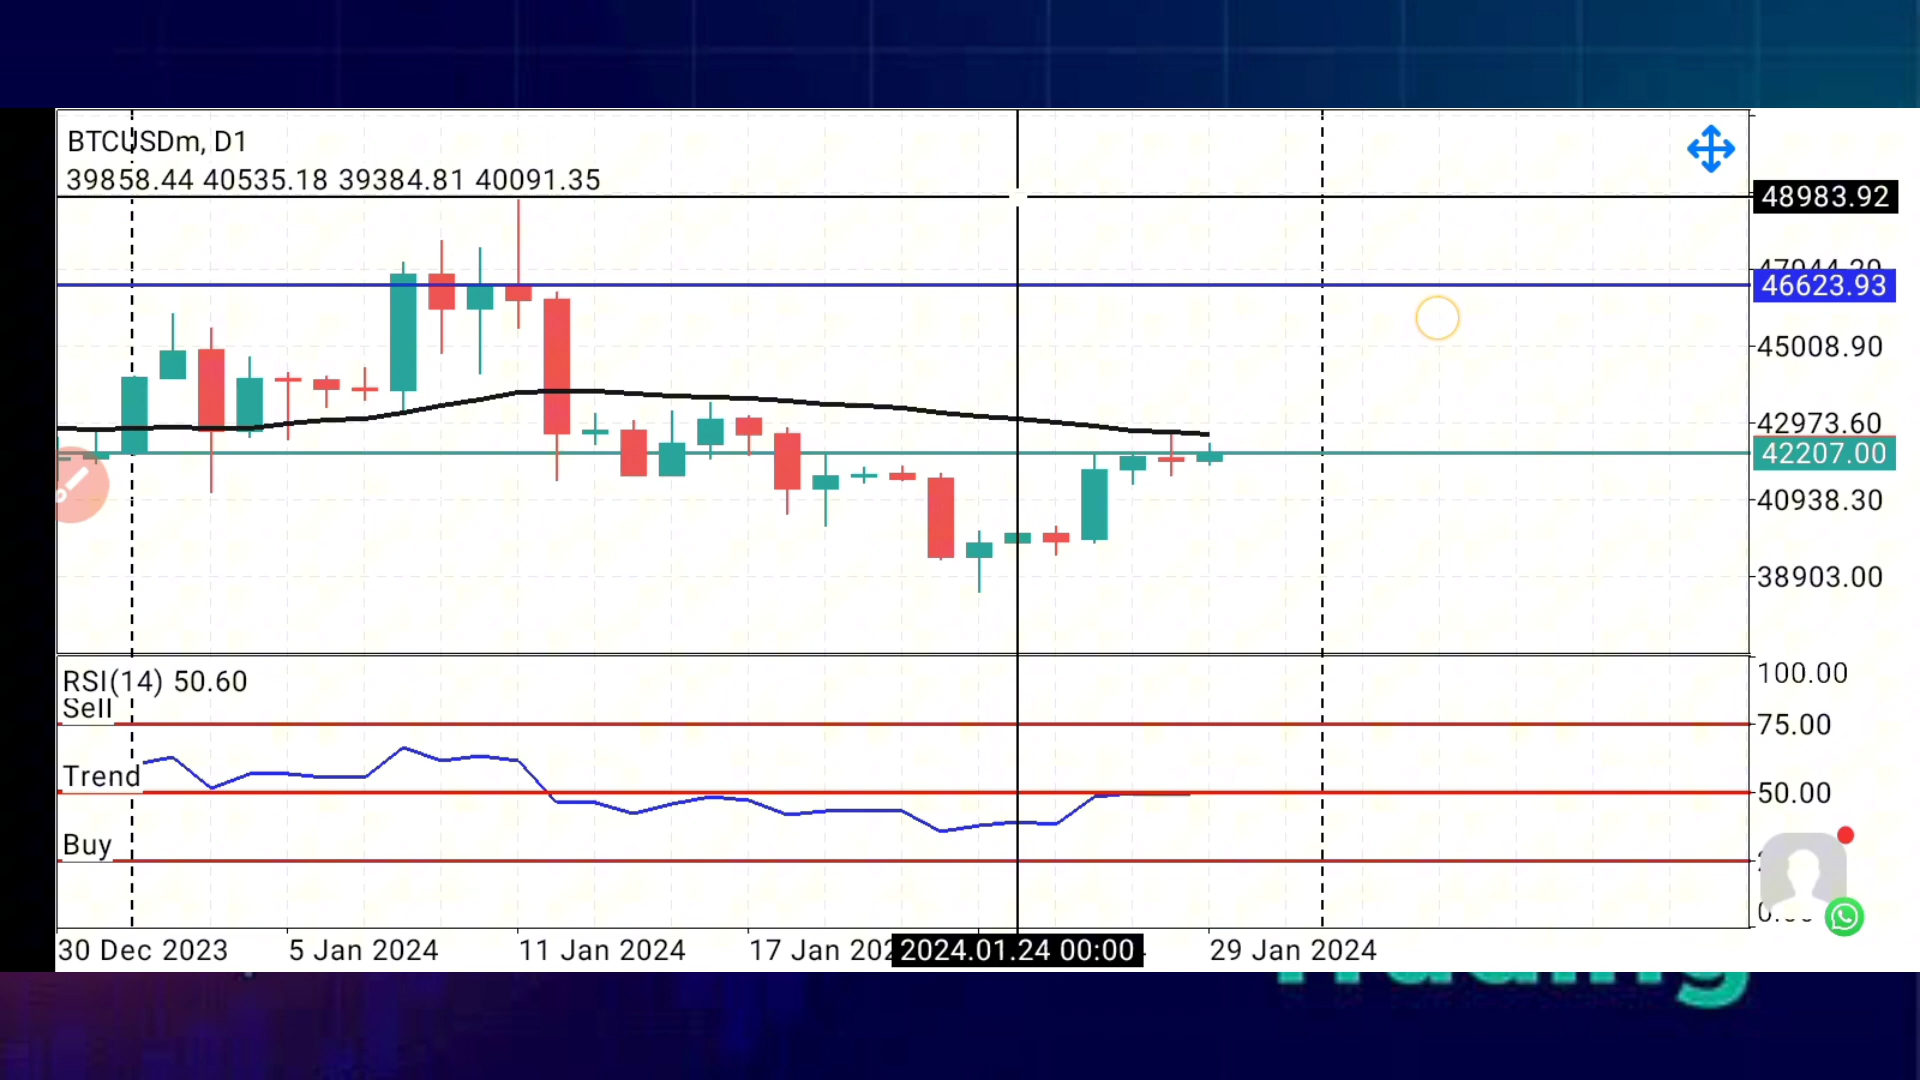 BTCUSDm, D1
39858.44 40535.18 39384.81 40091.35
48983.92
46623.93
45008.90
42973.60
42207.00
40938.30
38903.00
RSI(14) 50.60
100.00
Sell
75.00
Trend
50.00
Buy
30 Dec 2023 5 Jan 2024 11 Jan 2024 17 Jan 2024.01.24 00:00 29 Jan 2024